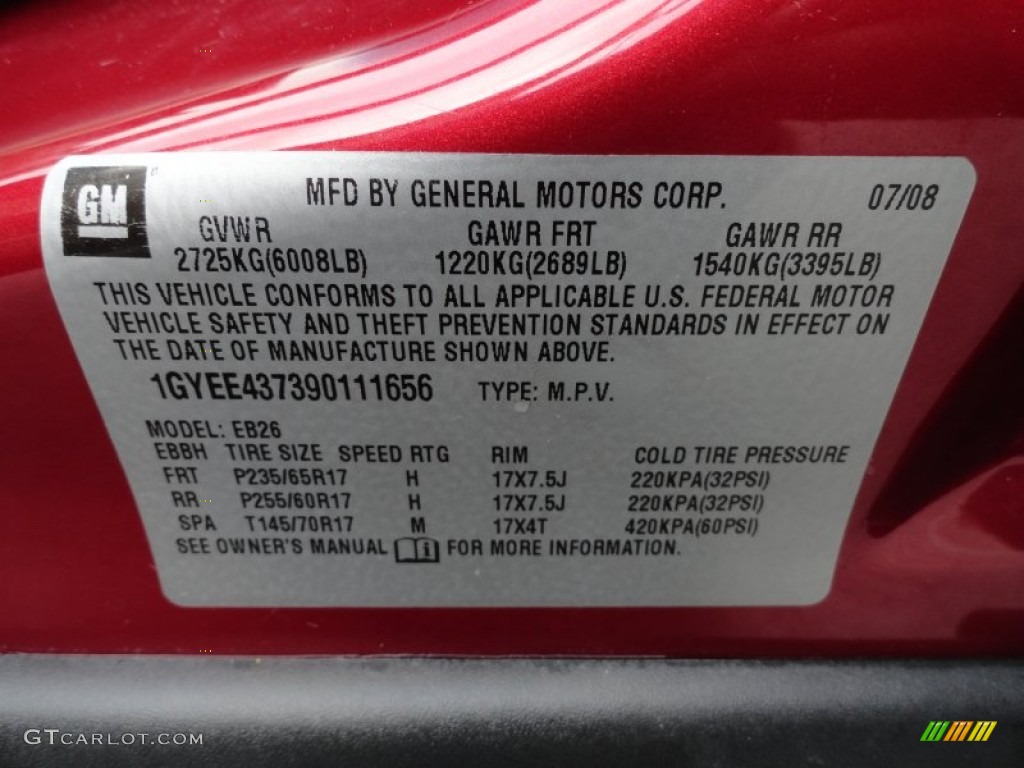 GM
MFD BY GENERAL MOTORS CORP. 07/08
GVWR GAWR FRT GAWR RR
2725KG(6008LB) 1220KG(2689LB) 1540KG(3395LB)
THIS VEHICLE CONFORMS TO ALL APPLICABLE U.S. FEDERAL MOTOR
VEHICLE SAFETY AND THEFT PREVENTION STANDARDS IN EFFECT ON
THE DATE OF MANUFACTURE SHOWN ABOVE.
1GYEE437390111656 TYPE: M.P.V.
MODEL: EB26
EBBH TIRE SIZE SPEED RTG RIM COLD TIRE PRESSURE
FRT P235/65R17 H 17X7.5J 220KPA(32PSI)
RR P255/60R17 H 17X7.5J 220KPA(32PSI)
SPA T145/70R17 M 17X4T 420KPA(60PSI)
SEE OWNER'S MANUAL FOR MORE INFORMATION.
GTCARLOT.COM